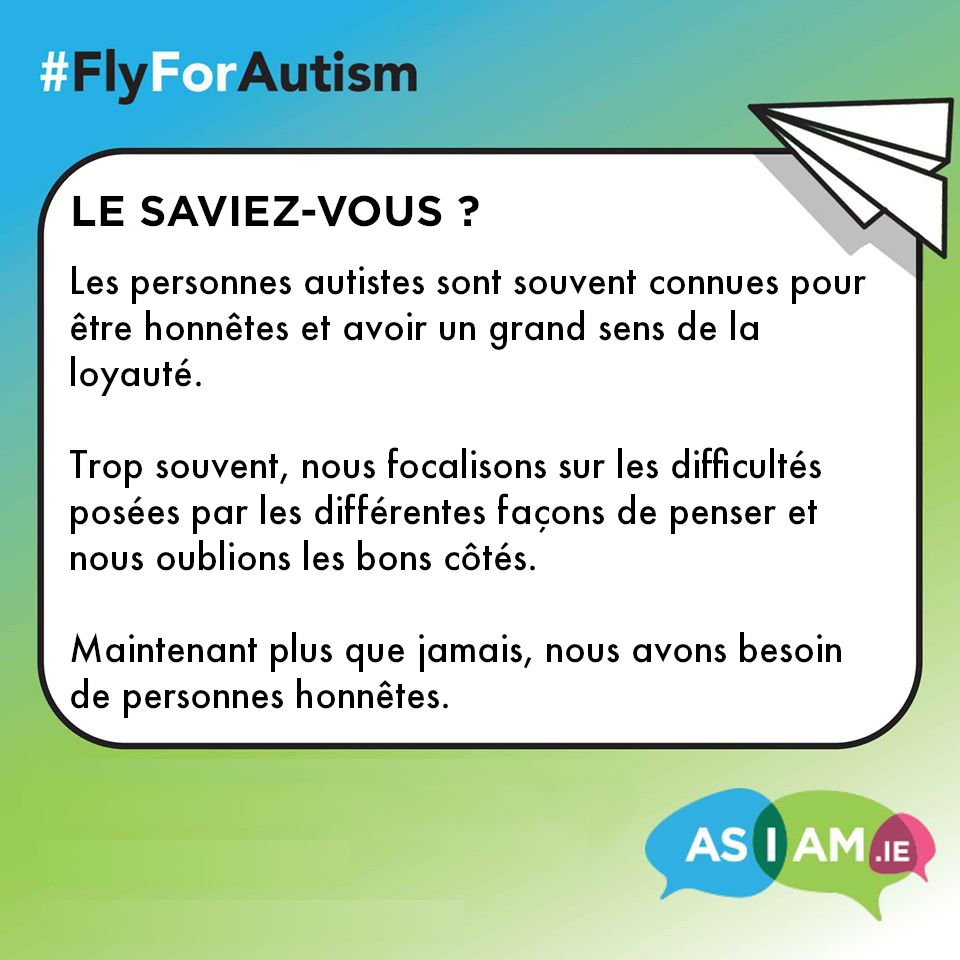 #FlyForAutism
LE SAVIEZ-VOUS ?
Les personnes autistes sont souvent connues pour
être honnêtes et avoir un grand sens de la
loyauté.
Trop souvent, nous focalisons sur les difficultés
posées par les différentes façons de penser et
nous oublions les bons côtés.
Maintenant plus que jamais, nous avons besoin
de personnes honnêtes.
AS I AM .IE